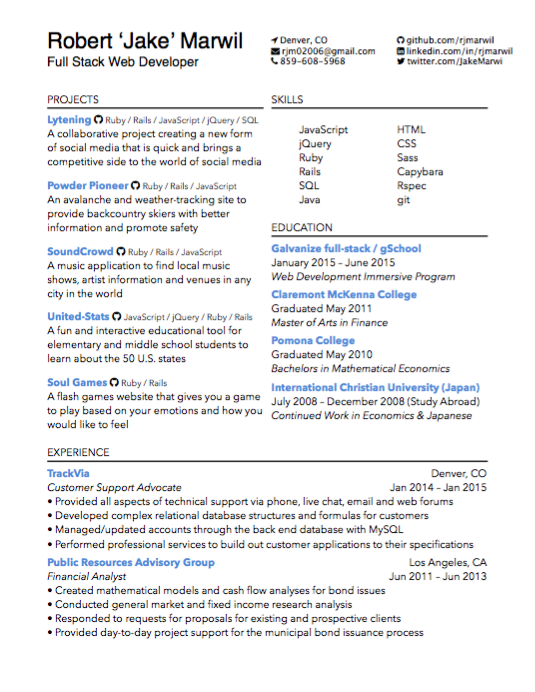 Robert ‘Jake’ Marwil
Full Stack Web Developer
Denver, CO
rjm02006@gmail.com
859-608-5968
github.com/rjmarwil
linkedin.com/in/rjmarwil
twitter.com/JakeMarwi
PROJECTS
Lytening Ruby / Rails / JavaScript / jQuery / SQL
A collaborative project creating a new form
of social media that is quick and brings a
competitive side to the world of social media
Powder Pioneer Ruby / Rails / JavaScript
An avalanche and weather-tracking site to
provide backcountry skiers with better
information and promote safety
SoundCrowd Ruby / Rails / JavaScript
A music application to find local music
shows, artist information and venues in any
city in the world
United-Stats JavaScript / jQuery / Ruby / Rails
A fun and interactive educational tool for
elementary and middle school students to
learn about the 50 U.S. states
Soul Games Ruby / Rails
A flash games website that gives you a game
to play based on your emotions and how you
would like to feel
SKILLS
JavaScript HTML
jQuery CSS
Ruby Sass
Rails Capybara
SQL Rspec
Java git
EDUCATION
Galvanize full-stack / gSchool
January 2015 – June 2015
Web Development Immersive Program
Claremont McKenna College
Graduated May 2011
Master of Arts in Finance
Pomona College
Graduated May 2010
Bachelors in Mathematical Economics
International Christian University (Japan)
July 2008 – December 2008 (Study Abroad)
Continued Work in Economics & Japanese
EXPERIENCE
TrackVia Denver, CO
Customer Support Advocate Jan 2014 – Jan 2015
• Provided all aspects of technical support via phone, live chat, email and web forums
• Developed complex relational database structures and formulas for customers
• Managed/updated accounts through the back end database with MySQL
• Performed professional services to build out customer applications to their specifications
Public Resources Advisory Group Los Angeles, CA
Financial Analyst Jun 2011 – Jun 2013
• Created mathematical models and cash flow analyses for bond issues
• Conducted general market and fixed income research analysis
• Responded to requests for proposals for existing and prospective clients
• Provided day-to-day project support for the municipal bond issuance process